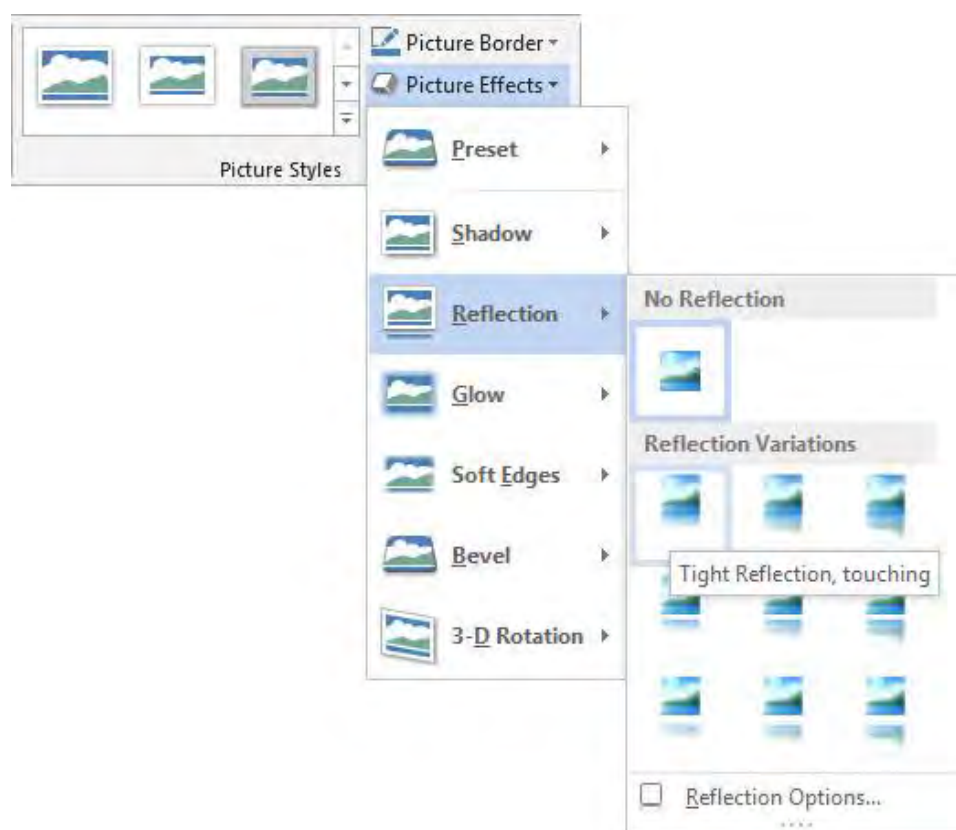 Picture Border
Picture Effects
Picture Styles
Preset
Shadow
Reflection
Glow
Soft Edges
Bevel
3-D Rotation
No Reflection
Reflection Variations
Tight Reflection, touching
Reflection Options...